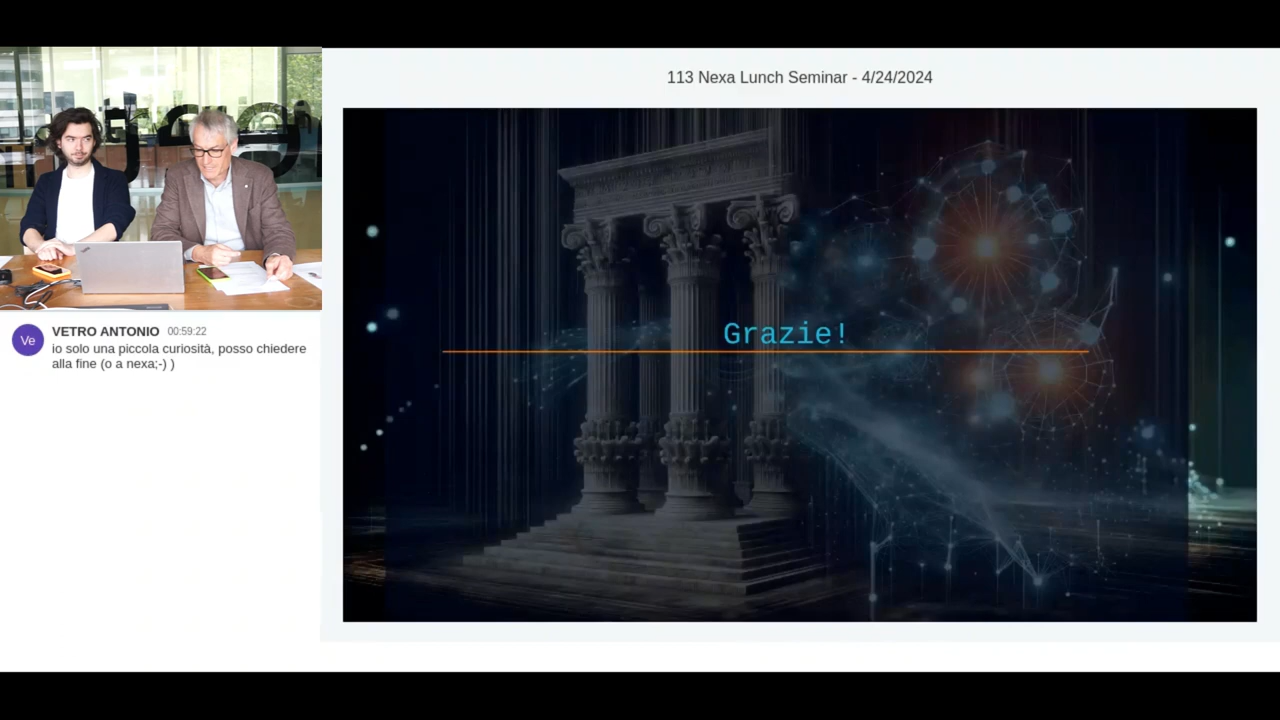 113 Nexa Lunch Seminar - 4/24/2024
Grazie!
Ve
VETRO ANTONIO 00:59:22
io solo una piccola curiosità, posso chiedere
alla fine (o a nexa;-) )